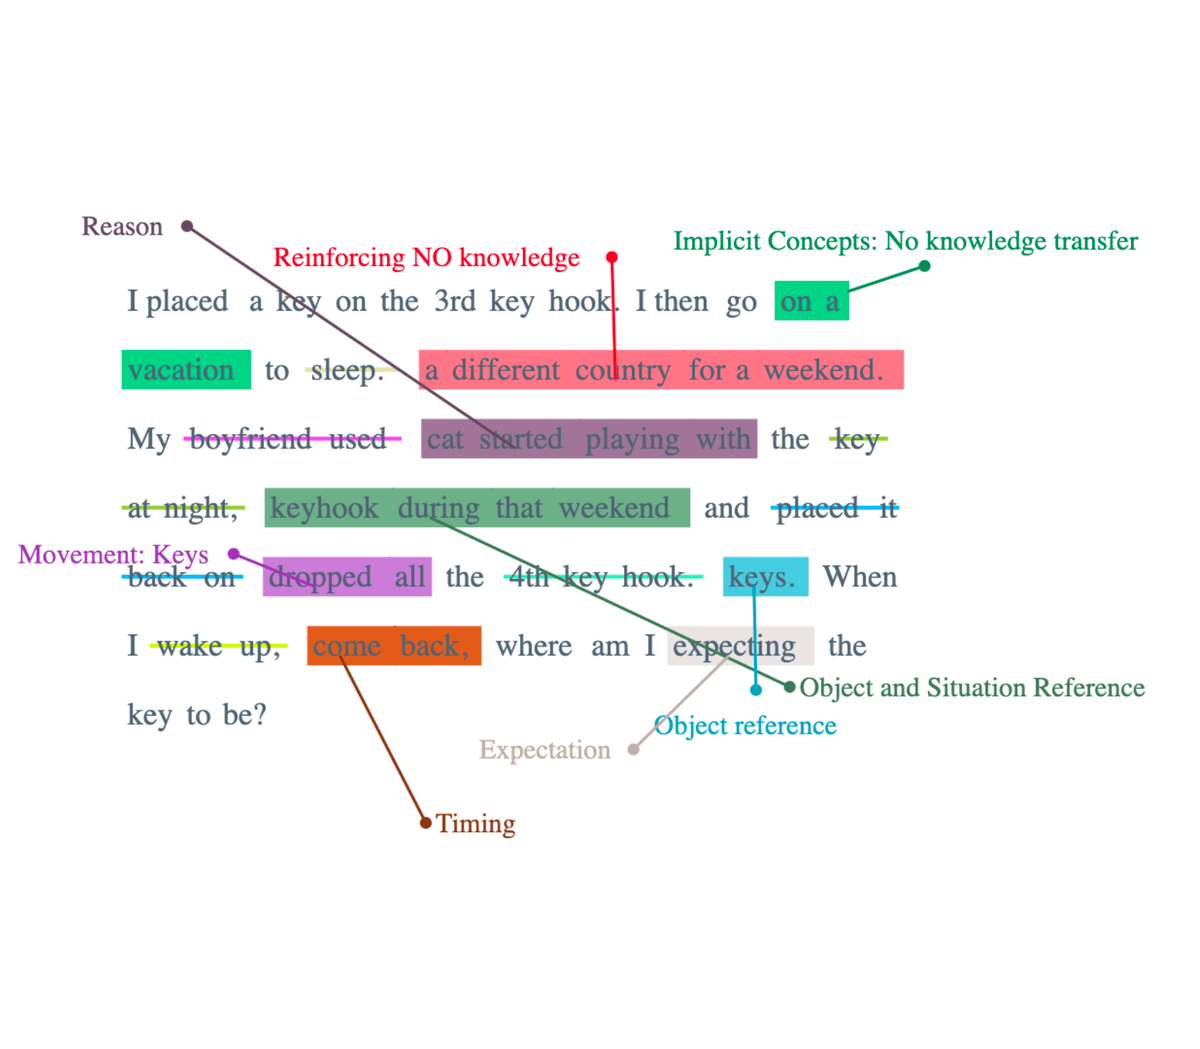 Reason
Implicit Concepts: No knowledge transfer
Reinforcing NO knowledge
I placed a key on the 3rd key hook. I then go on a
vacation to sleep. a different country for a weekend.
My boyfriend used cat started playing with the key
at night, keyhook during that weekend and placed it
Movement: Keys
back on dropped all the 4th key hook. keys. When
I wake up, come back, where am I expecting the
Object and Situation Reference
key to be?
Object reference
Expectation
Timing